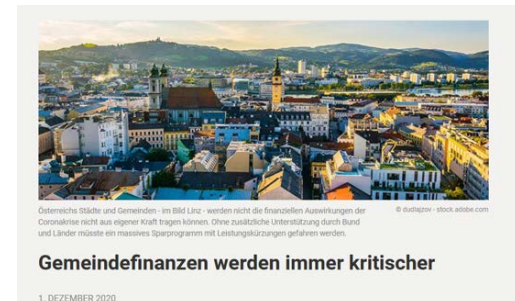 Österreichs Städte und Gemeinden - im Bild Linz - werden nicht die finanziellen Auswirkungen der
Coronakrise nicht aus eigener Kraft tragen können. Ohne zusätzliche Unterstützung durch Bund
und Länder müsste ein massives Sparprogramm mit Leistungskürzungen gefahren werden.
© dudlajzov - stock.adobe.com
Gemeindefinanzen werden immer kritischer
1. DEZEMBER 2020